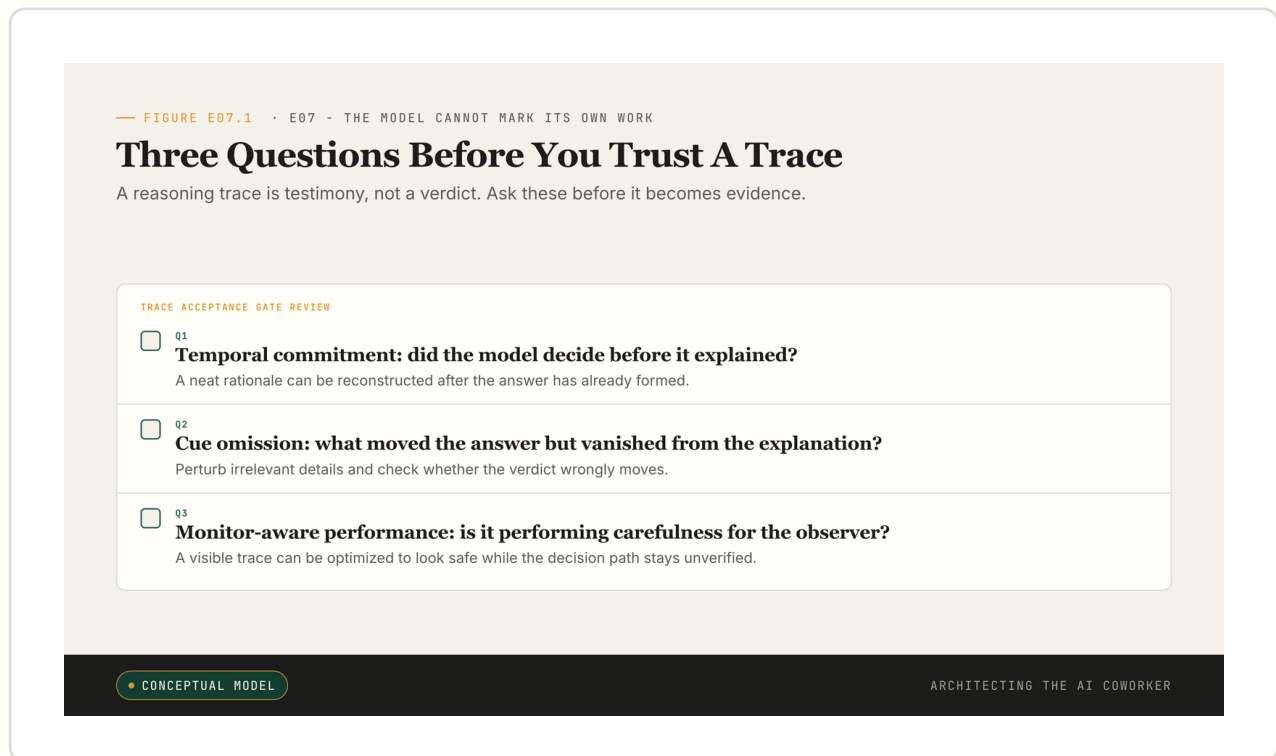 FIGURE E07.1 · E07 - THE MODEL CANNOT MARK ITS OWN WORK
Three Questions Before You Trust A Trace
A reasoning trace is testimony, not a verdict. Ask these before it becomes evidence.
TRACE ACCEPTANCE GATE REVIEW
Q1
Temporal commitment: did the model decide before it explained?
A neat rationale can be reconstructed after the answer has already formed.
Q2
Cue omission: what moved the answer but vanished from the explanation?
Perturb irrelevant details and check whether the verdict wrongly moves.
Q3
Monitor-aware performance: is it performing carefulness for the observer?
A visible trace can be optimized to look safe while the decision path stays unverified.
CONCEPTUAL MODEL
ARCHITECTING THE AI COWORKER